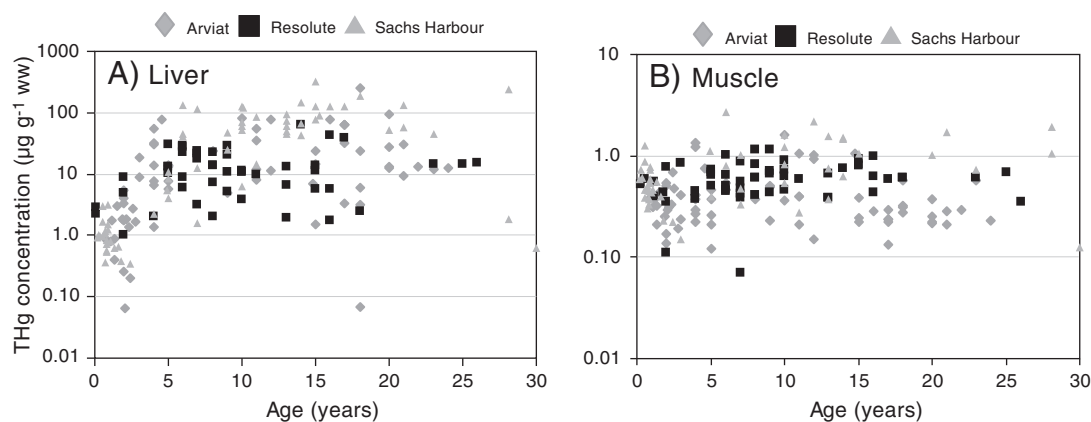 Arviat Resolute Sachs Harbour
A) Liver
THg concentration (µg g⁻¹ ww)
1000
100
10
1.0
0.10
0.01
0 5 10 15 20 25 30
Age (years)
Arviat Resolute Sachs Harbour
B) Muscle
10
1.0
0.10
0.01
0 5 10 15 20 25 30
Age (years)